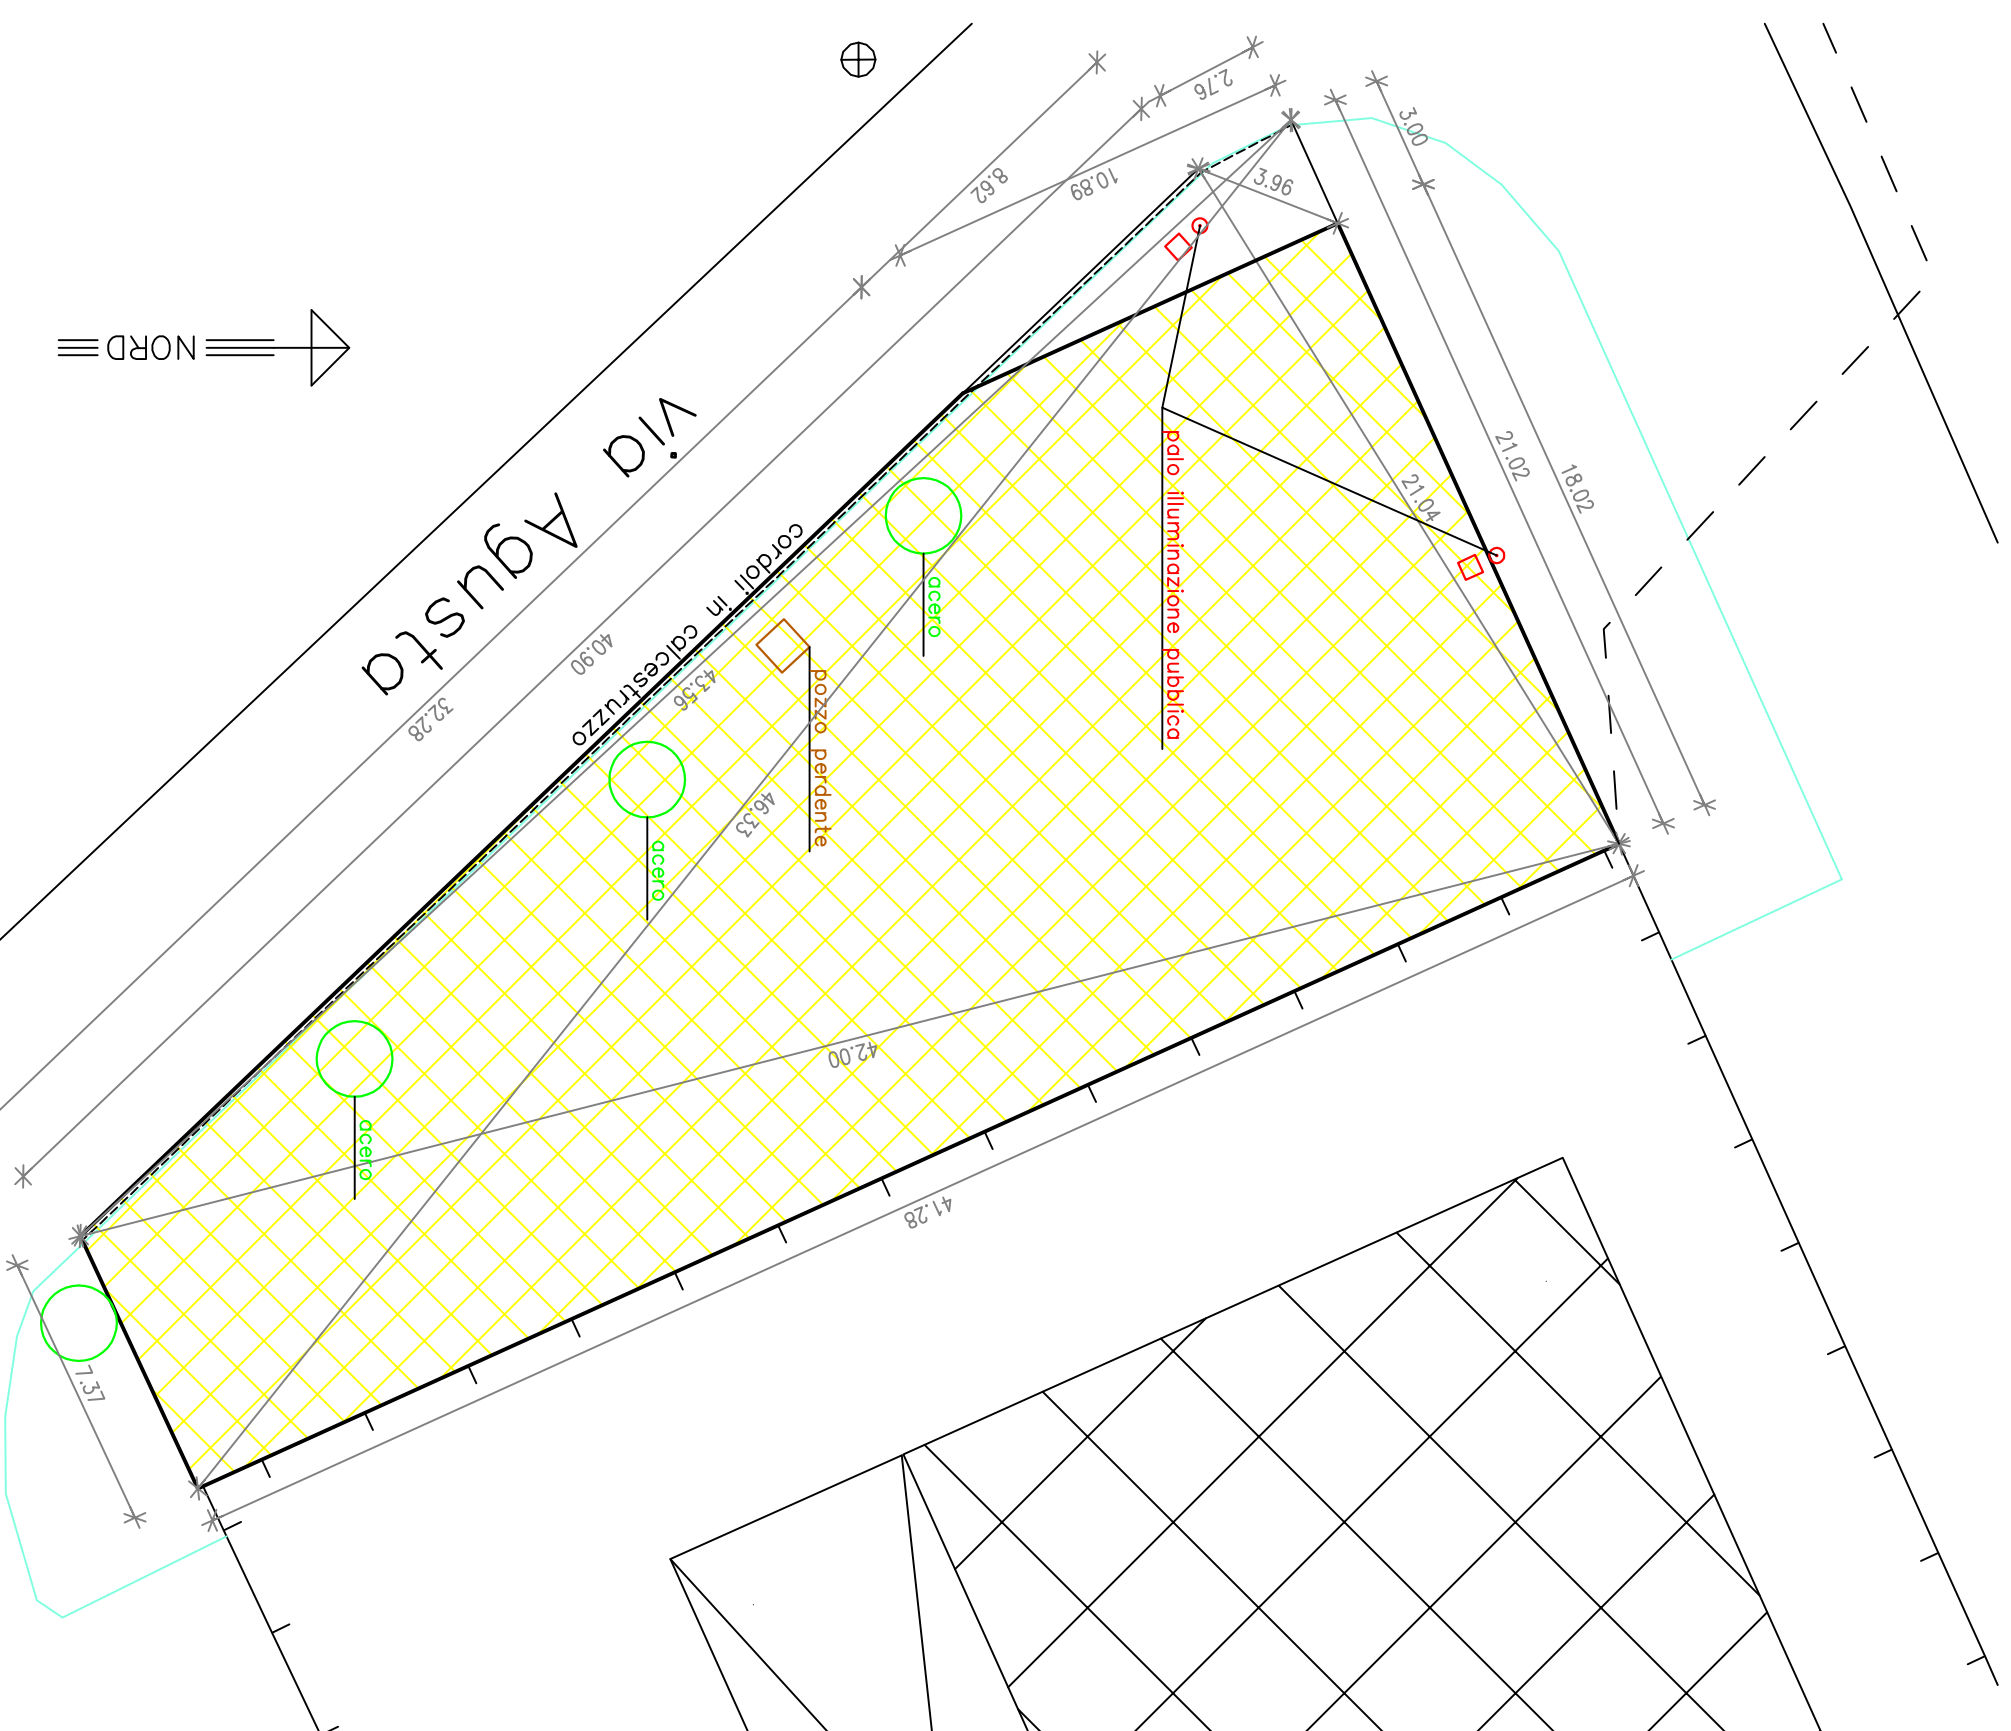 NORD
via Agusta
cordoli in calcestruzzo
palo illuminazione pubblica
pozzo perdente
acero
acero
acero
2.76
3.00
8.62
10.89
3.96
21.02
18.02
21.04
40.90
43.56
32.28
46.33
42.00
41.28
7.37